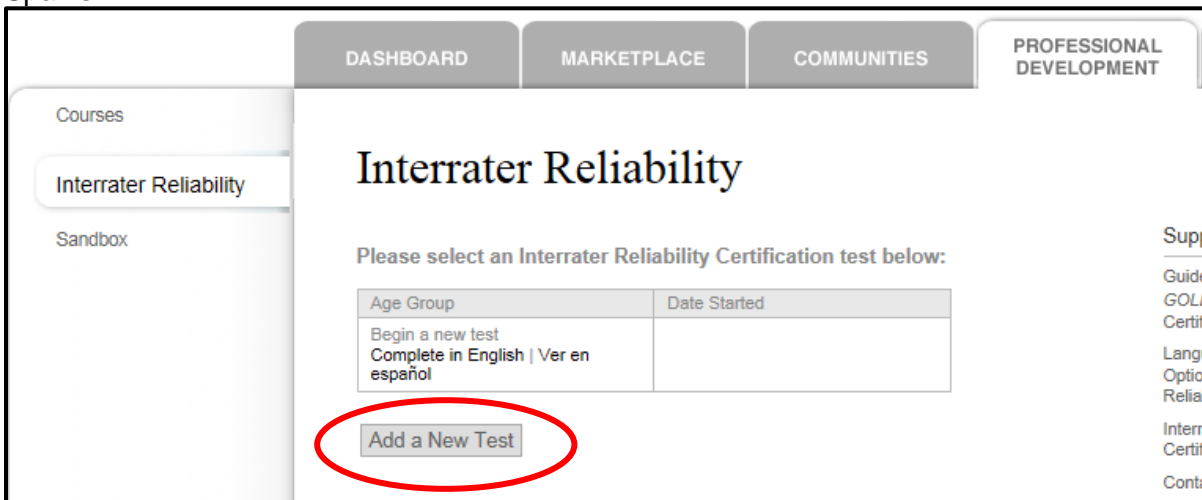 DASHBOARD
MARKETPLACE
COMMUNITIES
PROFESSIONAL
DEVELOPMENT
Courses
Interrater Reliability
Sandbox
Interrater Reliability
Please select an Interrater Reliability Certification test below:
Age Group
Date Started
Begin a new test
Complete in English | Ver en
español
Add a New Test